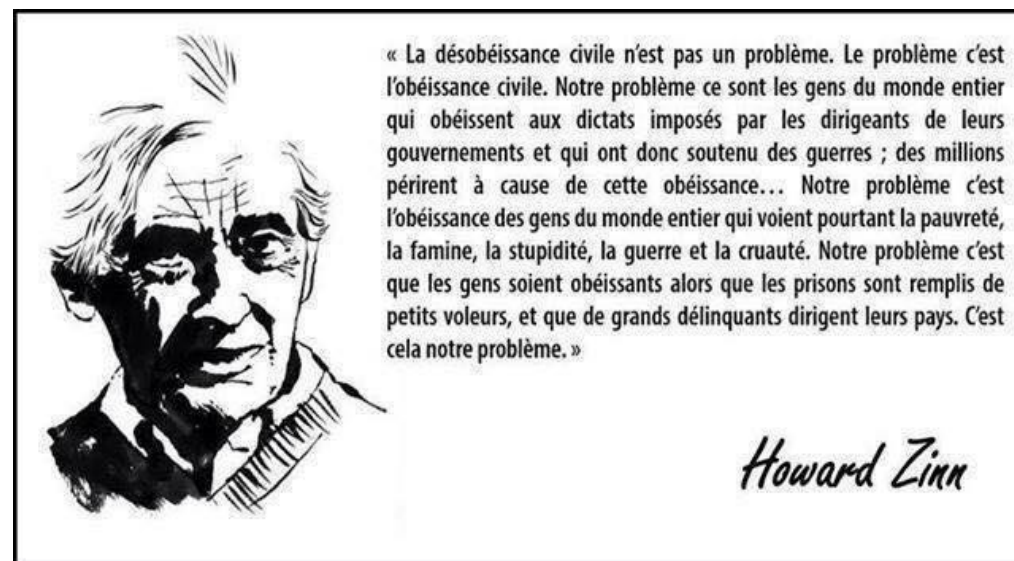 « La désobéissance civile n’est pas un problème. Le problème c’est
l’obéissance civile. Notre problème ce sont les gens du monde entier
qui obéissent aux dictats imposés par les dirigeants de leurs
gouvernements et qui ont donc soutenu des guerres ; des millions
périrent à cause de cette obéissance… Notre problème c’est
l’obéissance des gens du monde entier qui voient pourtant la pauvreté,
la famine, la stupidité, la guerre et la cruauté. Notre problème c’est
que les gens soient obéissants alors que les prisons sont remplis de
petits voleurs, et que de grands délinquants dirigent leurs pays. C’est
cela notre problème. »
Howard Zinn